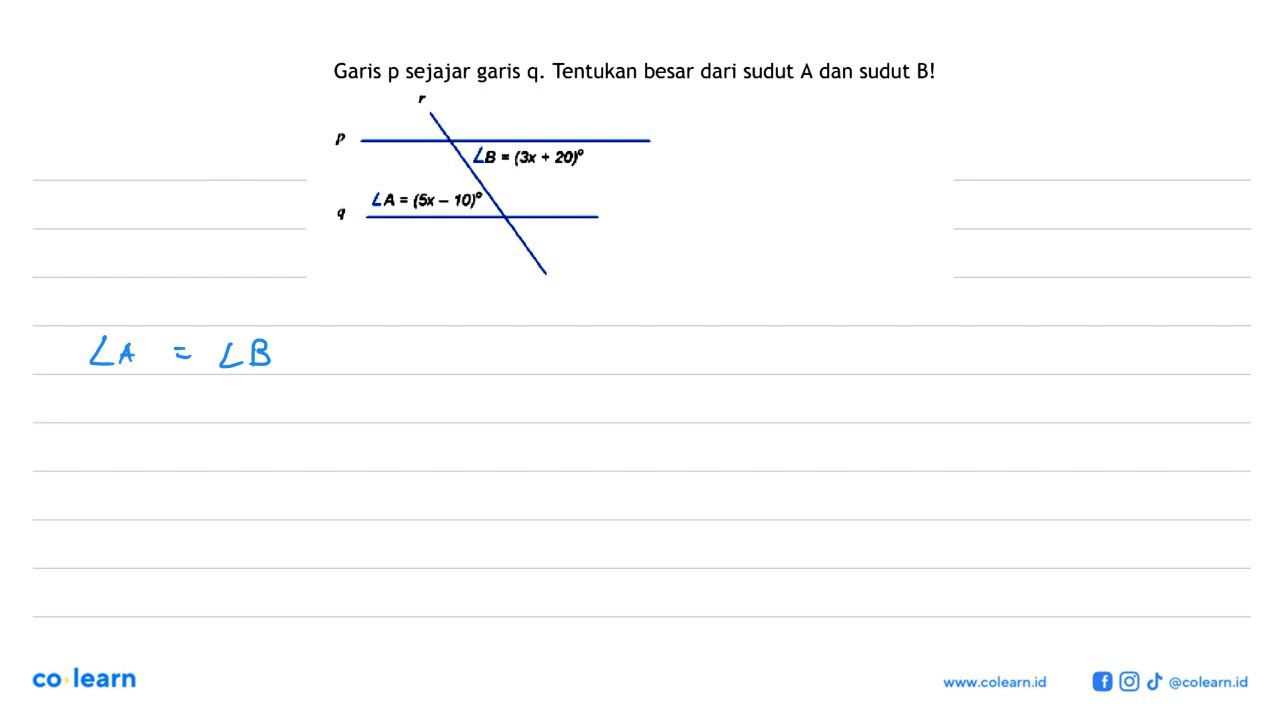 Garis p sejajar garis q. Tentukan besar dari sudut A dan sudut B!
r
p
∠B = (3x + 20)°
∠A = (5x – 10)°
q
∠A = ∠B
co learn
www.colearn.id
@colearn.id